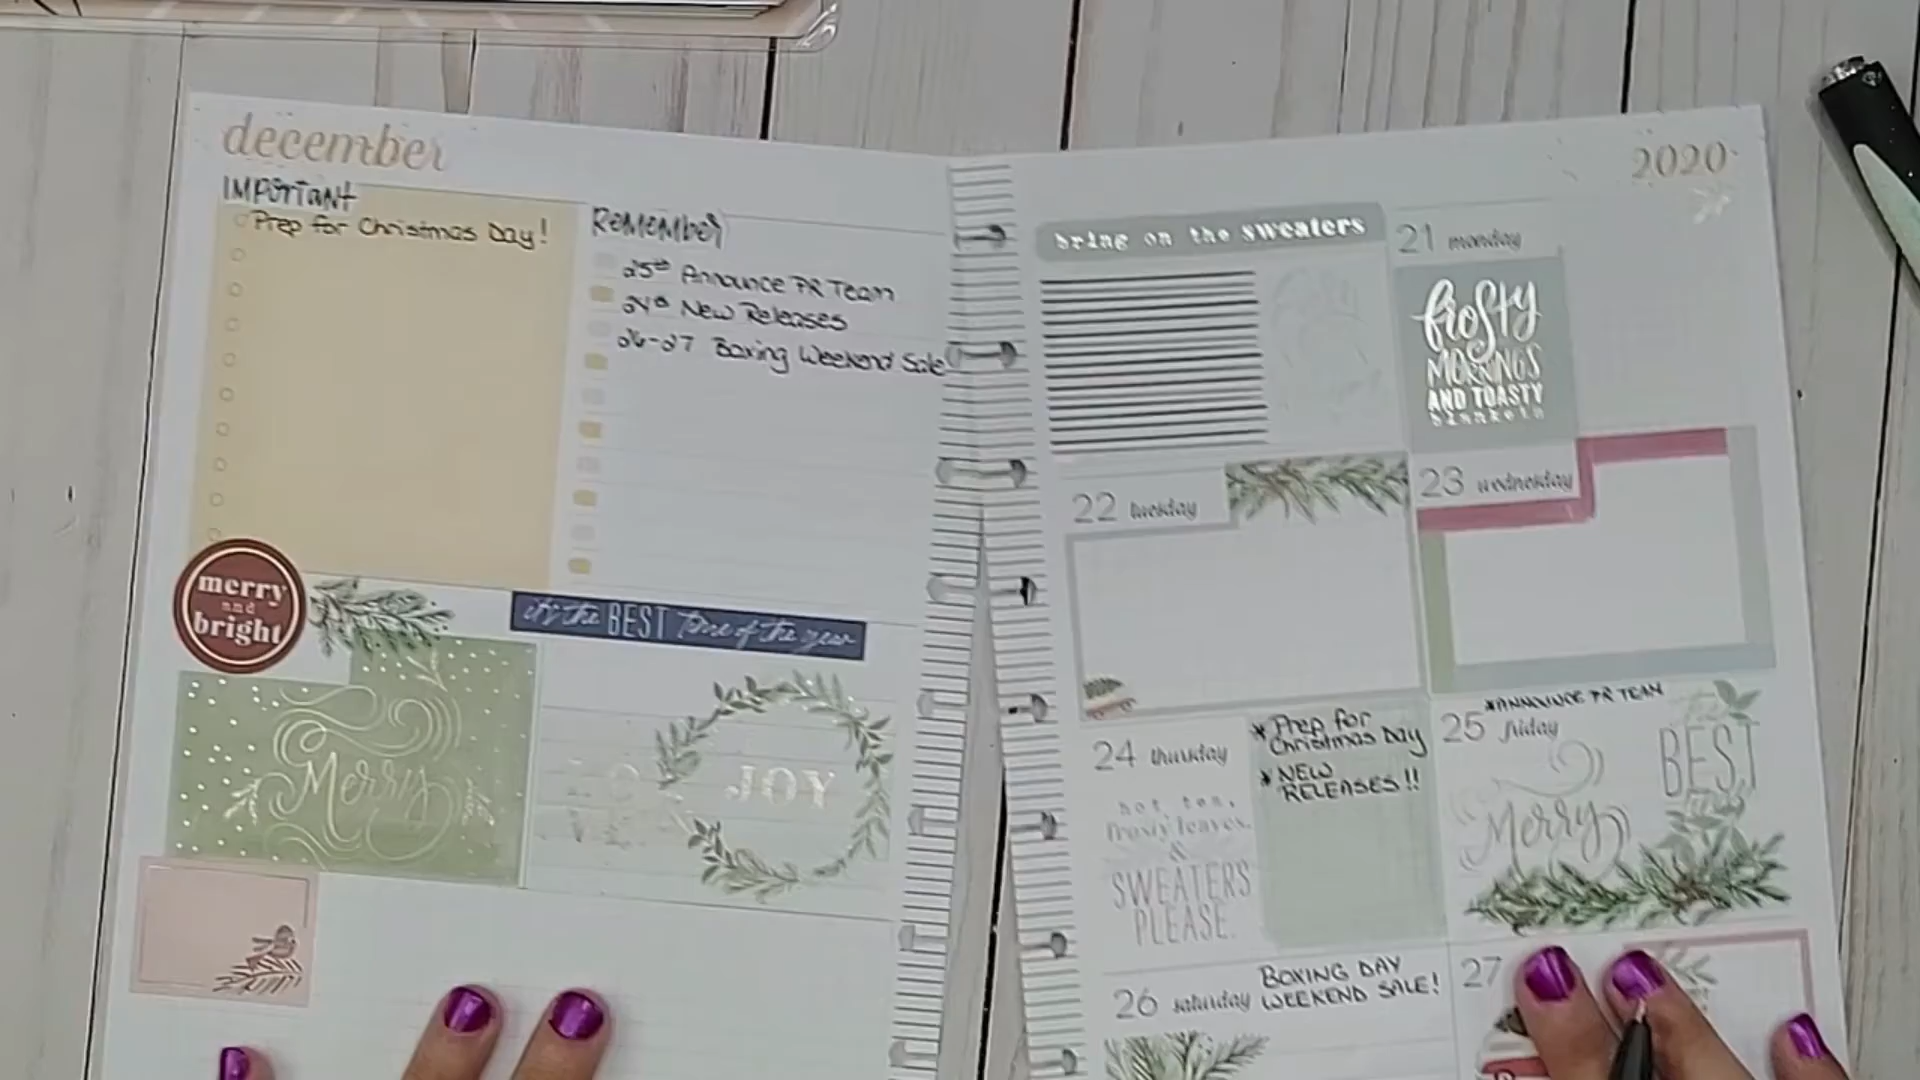 december
IMPORTANT
Prep for Christmas Day!
REMEMBER
25th Announce PR Team
24th New Releases
26-27 Boxing Weekend Sale
merry
and
bright
it's the BEST time of the year
Merry
JOY
2020
bring on the sweaters
21 monday
frosty
MORNINGS
AND TOASTY
blankets
22 tuesday
23 wednesday
24 thursday
* Prep for
Christmas Day
* NEW
RELEASES!!
hot tea,
frosty leaves,
&
SWEATERS
PLEASE.
*ANNOUNCE PR TEAM
25 friday
BEST
Merry
26 saturday
BOXING DAY
WEEKEND SALE!
27